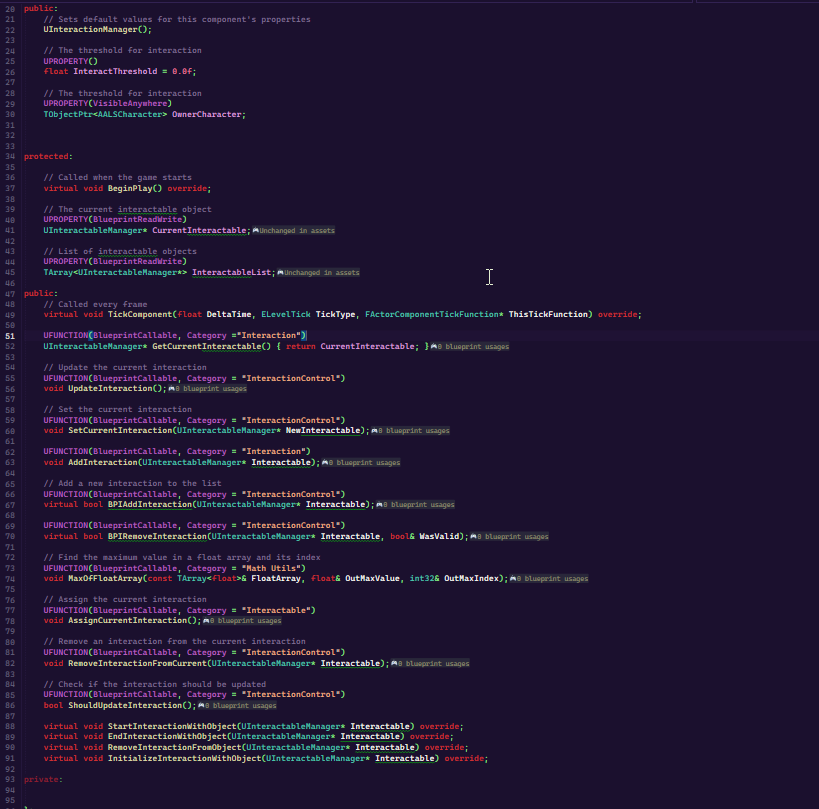 20 public:
21 // Sets default values for this component's properties
22 UInteractionManager();
23
24 // The threshold for interaction
25 UPROPERTY()
26 float InteractThreshold = 0.0f;
27
28 // The threshold for interaction
29 UPROPERTY(VisibleAnywhere)
30 TObjectPtr<AALSCharacter> OwnerCharacter;
31
32
33
34 protected:
35
36 // Called when the game starts
37 virtual void BeginPlay() override;
38
39 // The current interactable object
40 UPROPERTY(BlueprintReadWrite)
41 UInteractableManager* CurrentInteractable; Unchanged in assets
42
43 // List of interactable objects
44 UPROPERTY(BlueprintReadWrite)
45 TArray<UInteractableManager*> InteractableList; Unchanged in assets
46
47 public:
48 // Called every frame
49 virtual void TickComponent(float DeltaTime, ELevelTick TickType, FActorComponentTickFunction* ThisTickFunction) override;
50
51 UFUNCTION(BlueprintCallable, Category ="Interaction")
52 UInteractableManager* GetCurrentInteractable() { return CurrentInteractable; } 0 blueprint usages
53
54 // Update the current interaction
55 UFUNCTION(BlueprintCallable, Category = "InteractionControl")
56 void UpdateInteraction(); 0 blueprint usages
57
58 // Set the current interaction
59 UFUNCTION(BlueprintCallable, Category = "InteractionControl")
60 void SetCurrentInteraction(UInteractableManager* NewInteractable); 0 blueprint usages
61
62 UFUNCTION(BlueprintCallable, Category = "Interaction")
63 void AddInteraction(UInteractableManager* Interactable); 0 blueprint usages
64
65 // Add a new interaction to the list
66 UFUNCTION(BlueprintCallable, Category = "InteractionControl")
67 virtual bool BPIAddInteraction(UInteractableManager* Interactable); 0 blueprint usages
68
69 UFUNCTION(BlueprintCallable, Category = "InteractionControl")
70 virtual bool BPIRemoveInteraction(UInteractableManager* Interactable, bool& WasValid); 0 blueprint usages
71
72 // Find the maximum value in a float array and its index
73 UFUNCTION(BlueprintCallable, Category = "Math Utils")
74 void MaxOfFloatArray(const TArray<float>& FloatArray, float& OutMaxValue, int32& OutMaxIndex); 0 blueprint usages
75
76 // Assign the current interaction
77 UFUNCTION(BlueprintCallable, Category = "Interactable")
78 void AssignCurrentInteraction(); 0 blueprint usages
79
80 // Remove an interaction from the current interaction
81 UFUNCTION(BlueprintCallable, Category = "InteractionControl")
82 void RemoveInteractionFromCurrent(UInteractableManager* Interactable); 0 blueprint usages
83
84 // Check if the interaction should be updated
85 UFUNCTION(BlueprintCallable, Category = "InteractionControl")
86 bool ShouldUpdateInteraction(); 0 blueprint usages
87
88 virtual void StartInteractionWithObject(UInteractableManager* Interactable) override;
89 virtual void EndInteractionWithObject(UInteractableManager* Interactable) override;
90 virtual void RemoveInteractionFromObject(UInteractableManager* Interactable) override;
91 virtual void InitializeInteractionWithObject(UInteractableManager* Interactable) override;
92
93 private:
94
95